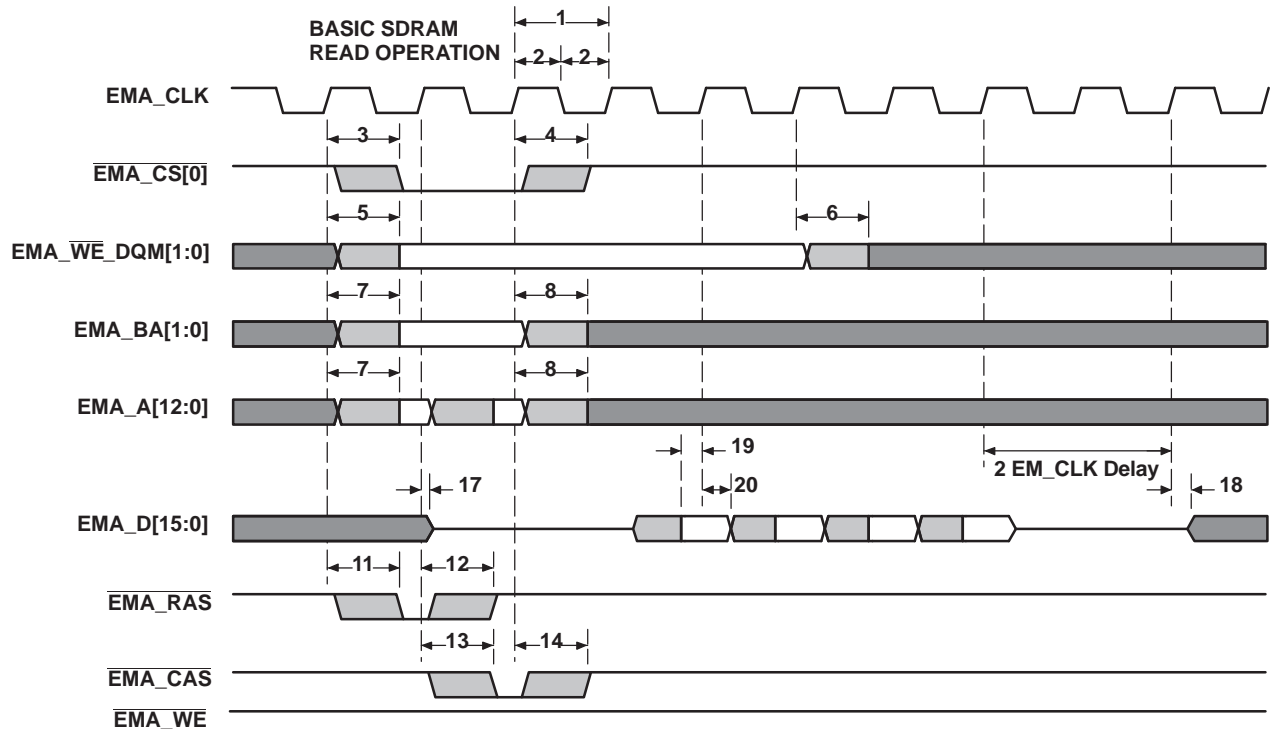 BASIC SDRAM
READ OPERATION
1
2 2
EMA_CLK
3 4
EMA_CS[0]
5 6
EMA_WE_DQM[1:0]
7 8
EMA_BA[1:0]
7 8
EMA_A[12:0]
19
2 EM_CLK Delay
17 20 18
EMA_D[15:0]
11 12
EMA_RAS
13 14
EMA_CAS
EMA_WE